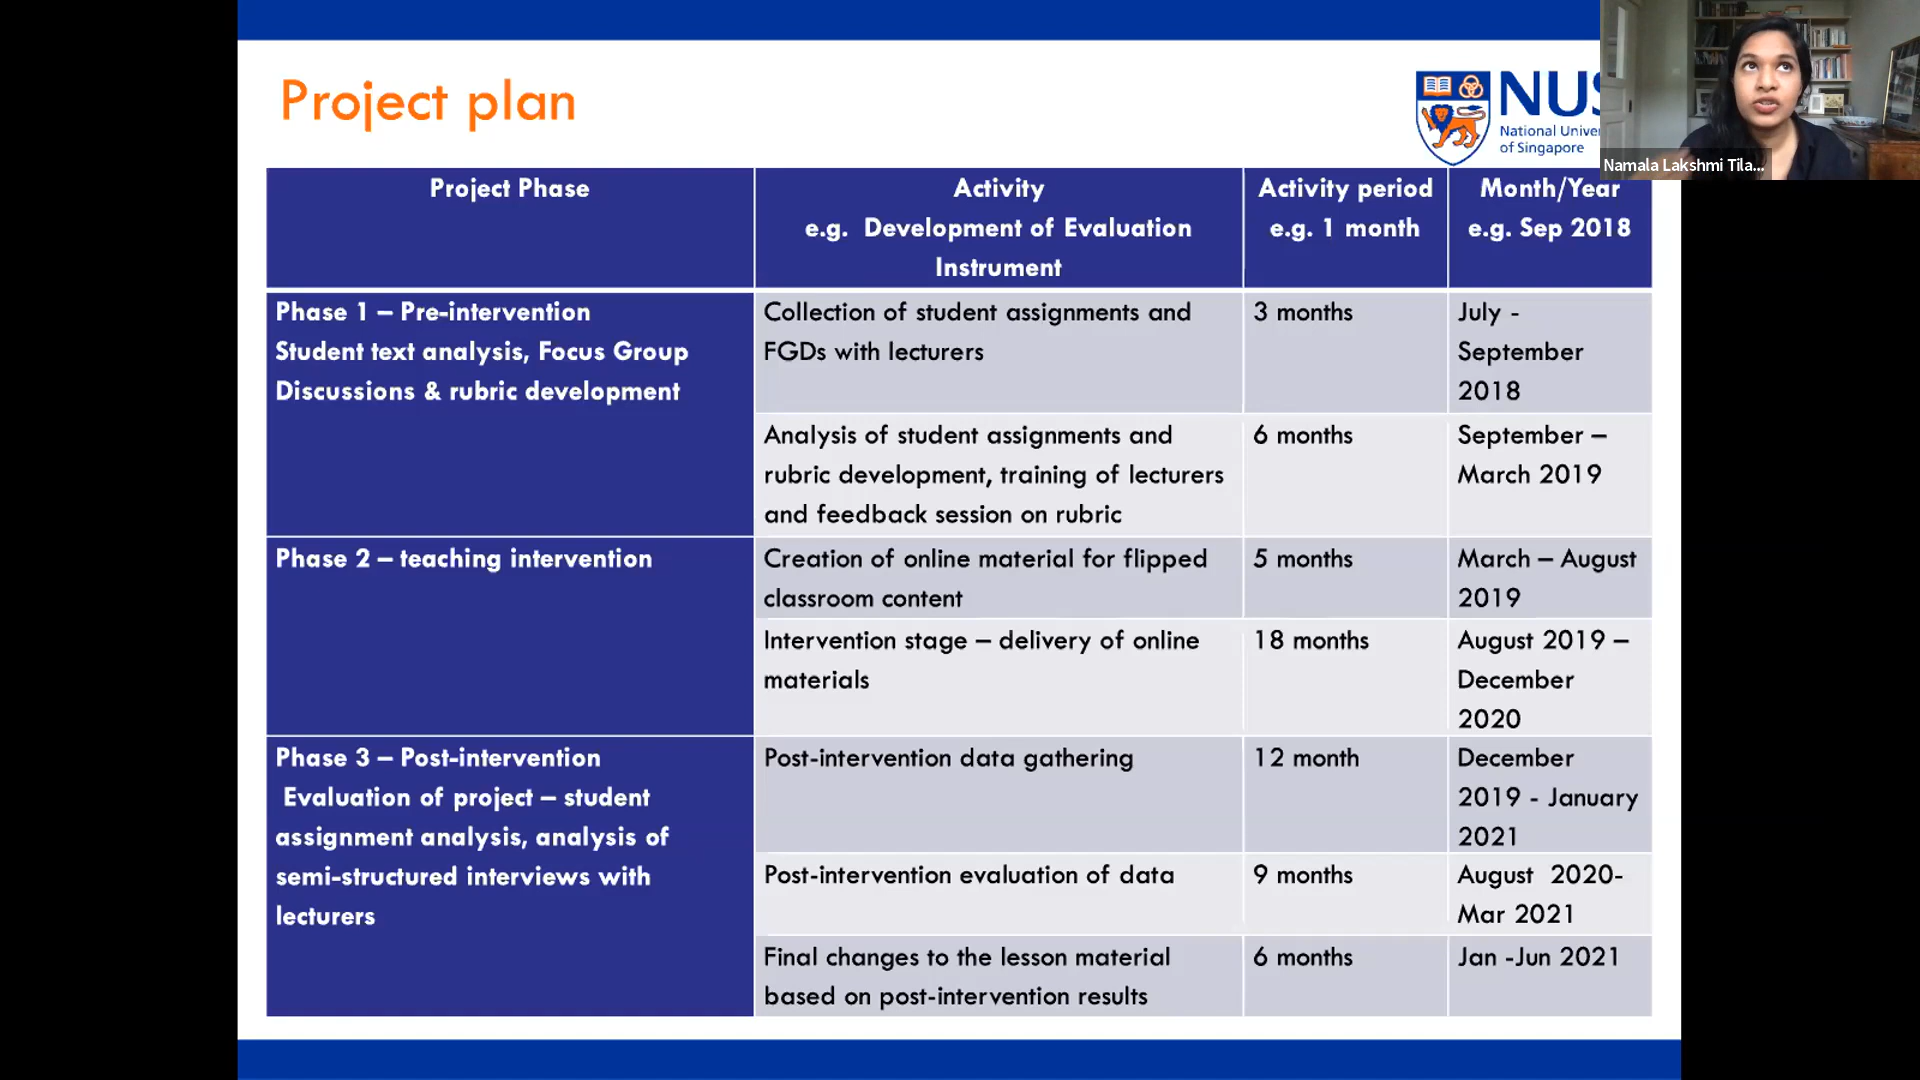 Project plan
NUS
National Univer
of Singapore
Namala Lakshmi Tila...
Project Phase
Activity
e.g. Development of Evaluation
Instrument
Activity period
e.g. 1 month
Month/Year
e.g. Sep 2018
Phase 1 – Pre-intervention
Student text analysis, Focus Group
Discussions & rubric development
Collection of student assignments and
FGDs with lecturers
3 months
July -
September
2018
Analysis of student assignments and
rubric development, training of lecturers
and feedback session on rubric
6 months
September –
March 2019
Phase 2 – teaching intervention
Creation of online material for flipped
classroom content
5 months
March – August
2019
Intervention stage – delivery of online
materials
18 months
August 2019 –
December
2020
Phase 3 – Post-intervention
Evaluation of project – student
assignment analysis, analysis of
semi-structured interviews with
lecturers
Post-intervention data gathering
12 month
December
2019 - January
2021
Post-intervention evaluation of data
9 months
August 2020-
Mar 2021
Final changes to the lesson material
based on post-intervention results
6 months
Jan -Jun 2021